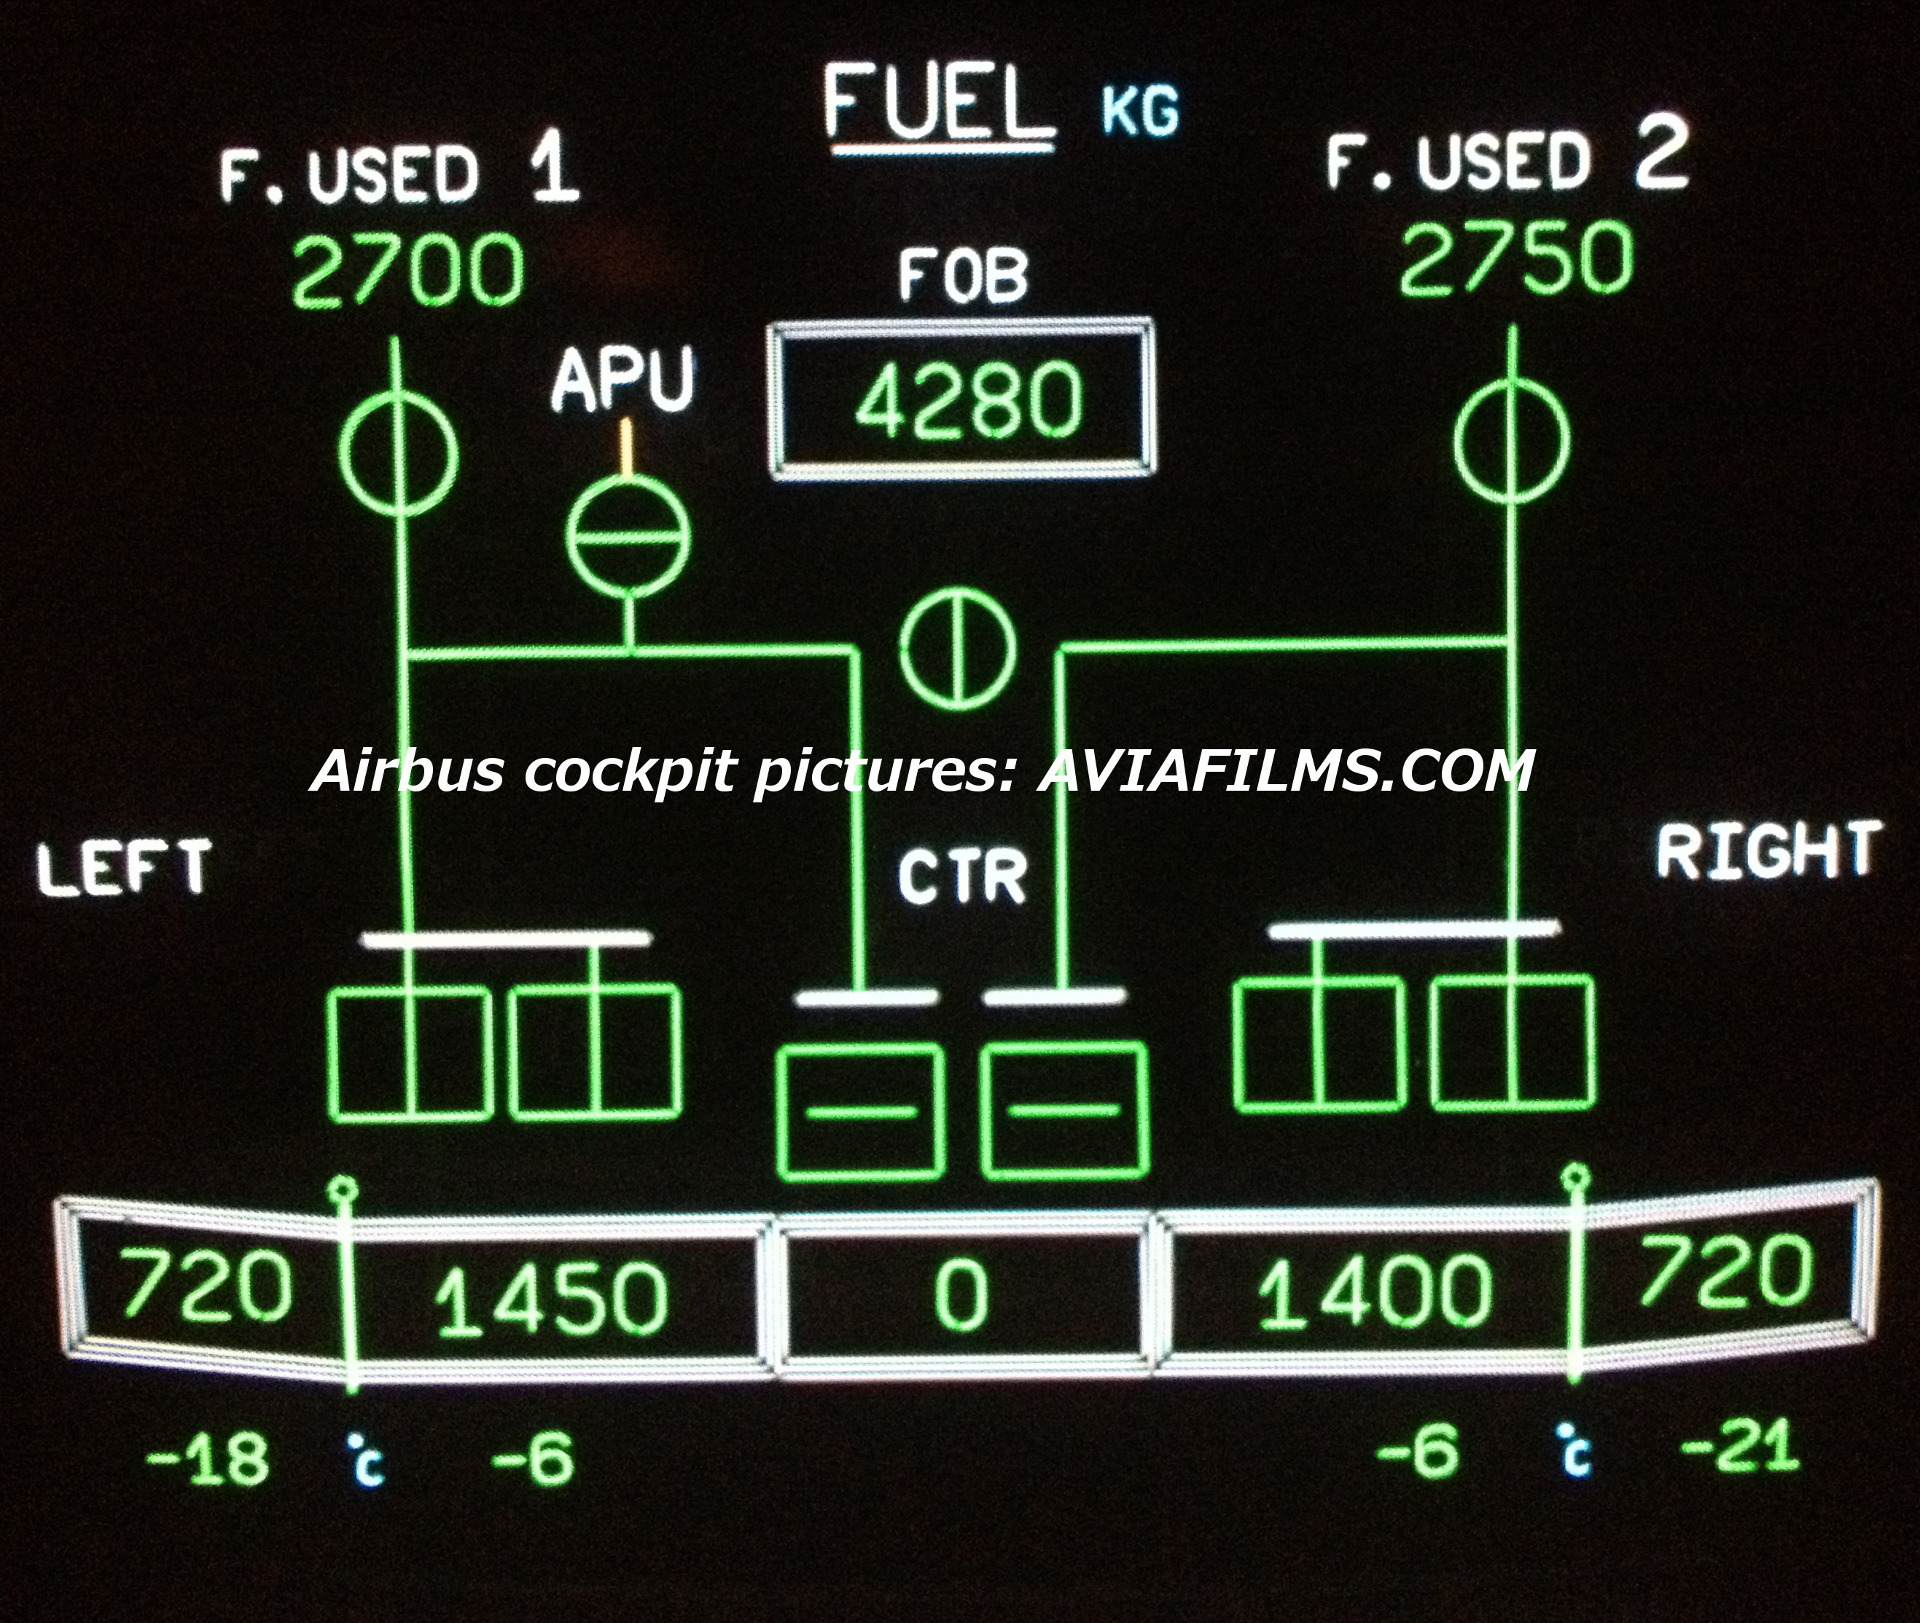 FUEL KG
F.USED 1
F.USED 2
2700
2750
FOB
4280
APU
Airbus cockpit pictures: AVIAFILMS.COM
LEFT
CTR
RIGHT
720 1450 0 1400 720
-18 °C -6 -6 °C -21